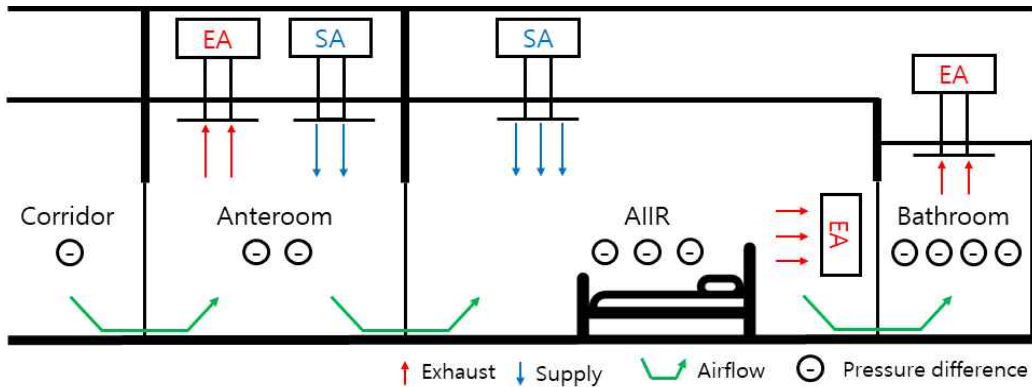 EA
SA
SA
EA
Corridor
Anteroom
AIIR
EA
Bathroom
Exhaust
Supply
Airflow
Pressure difference